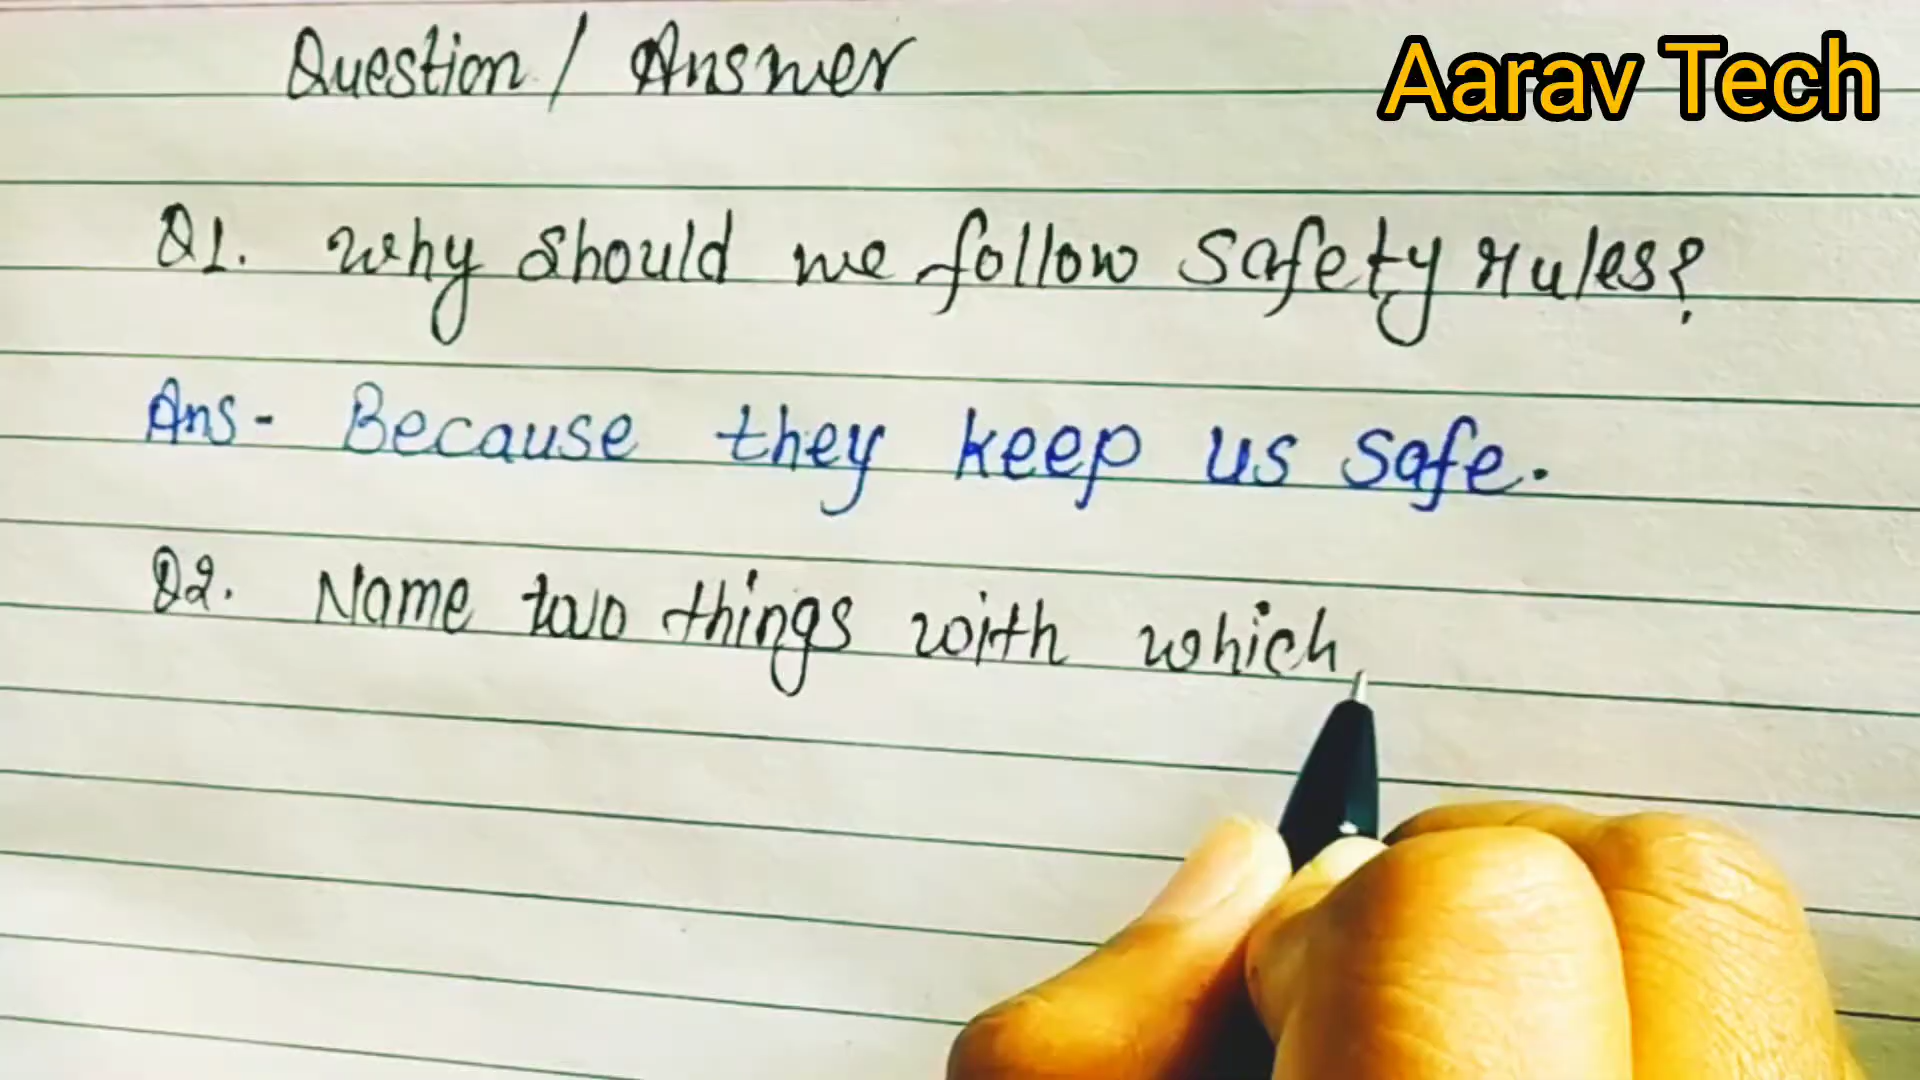 Question / Answer
Aarav Tech
Q1. Why should we follow safety rules?
Ans- Because they keep us safe.
Q2. Name two things with which